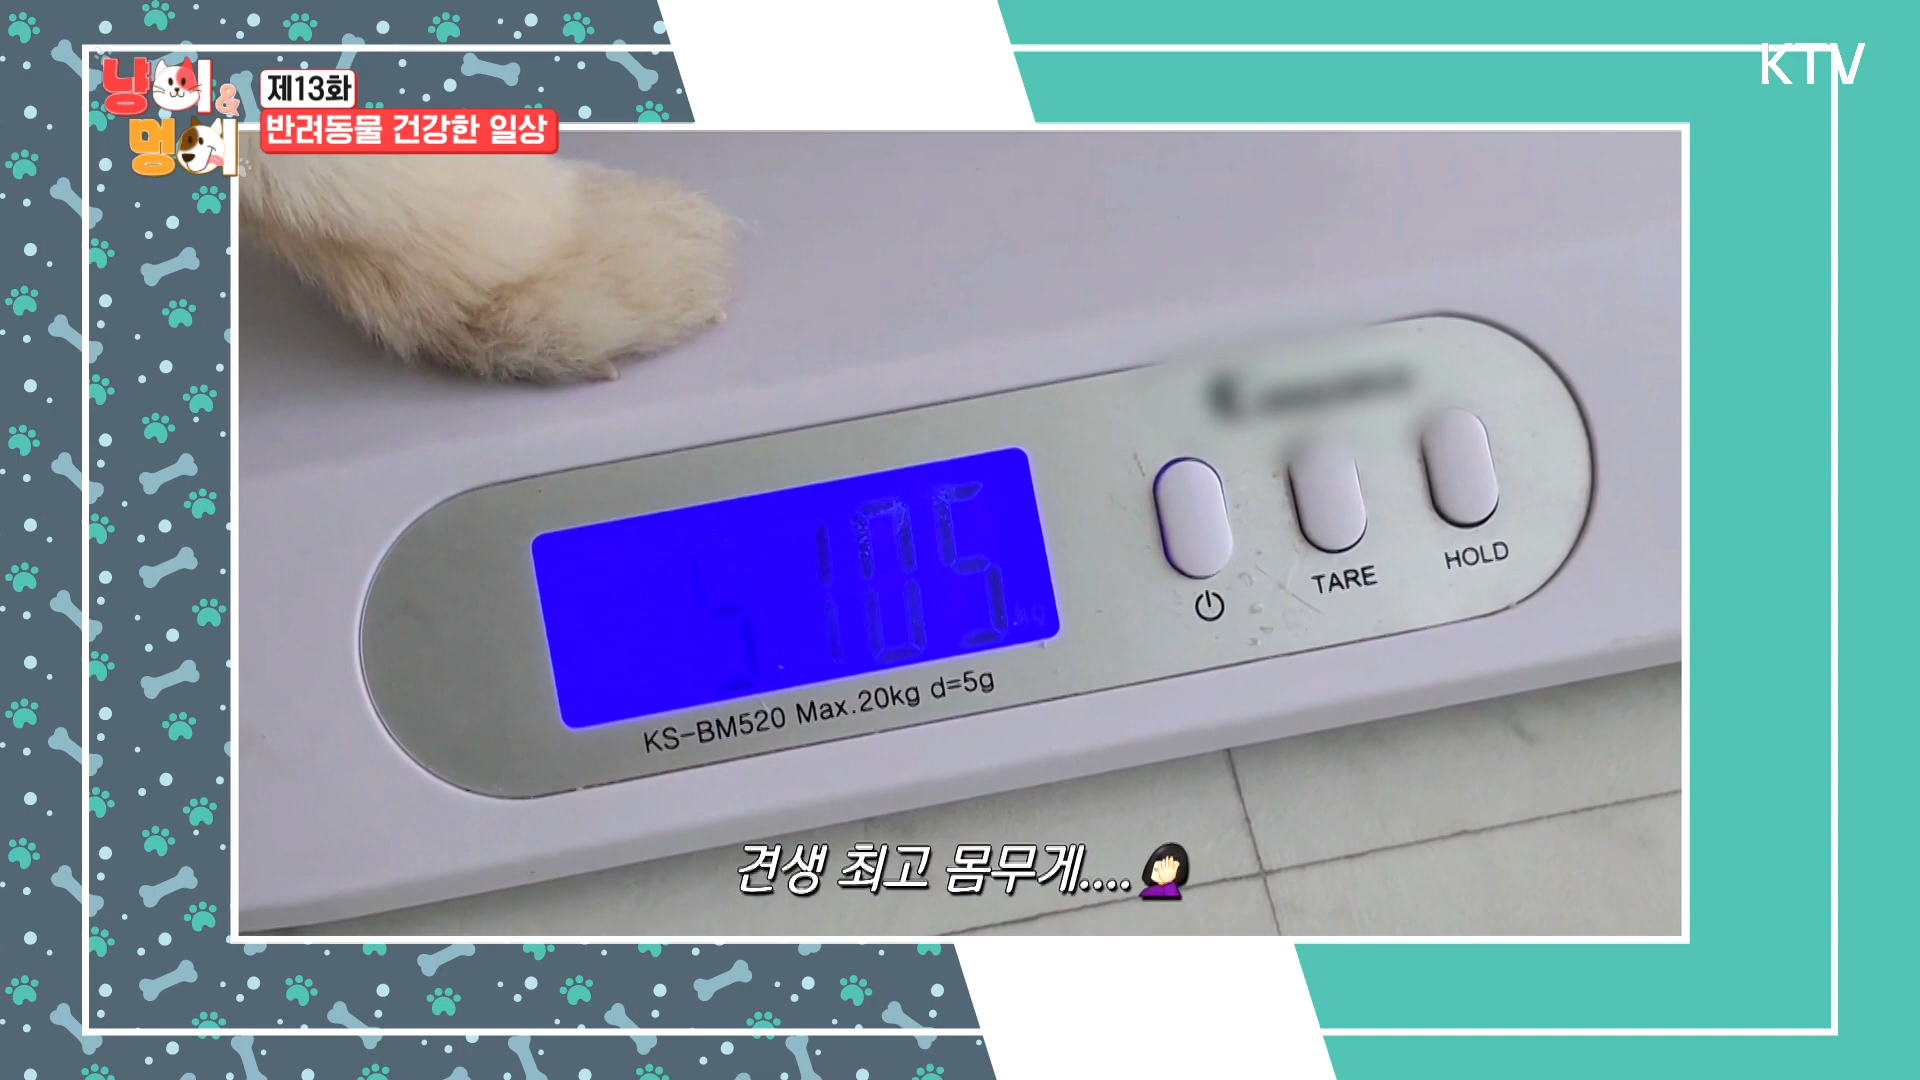 냥이&
멍이
제13화
반려동물 건강한 일상
KTV
5.105 kg
KS-BM520 Max.20kg d=5g
TARE
HOLD
견생 최고 몸무게....